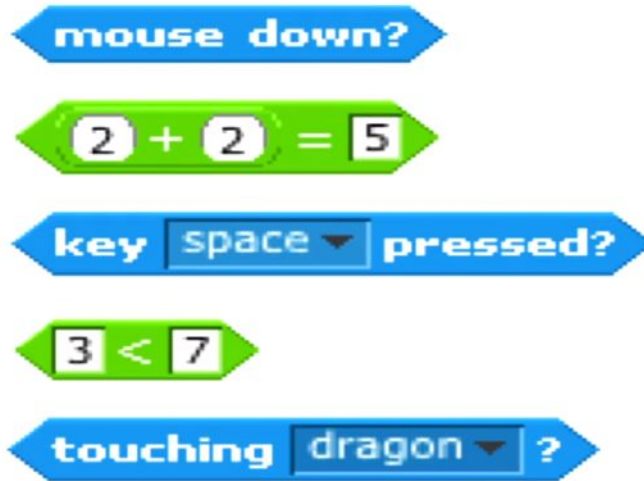 mouse down?
2 + 2 = 5
key space pressed?
3 < 7
touching dragon ?